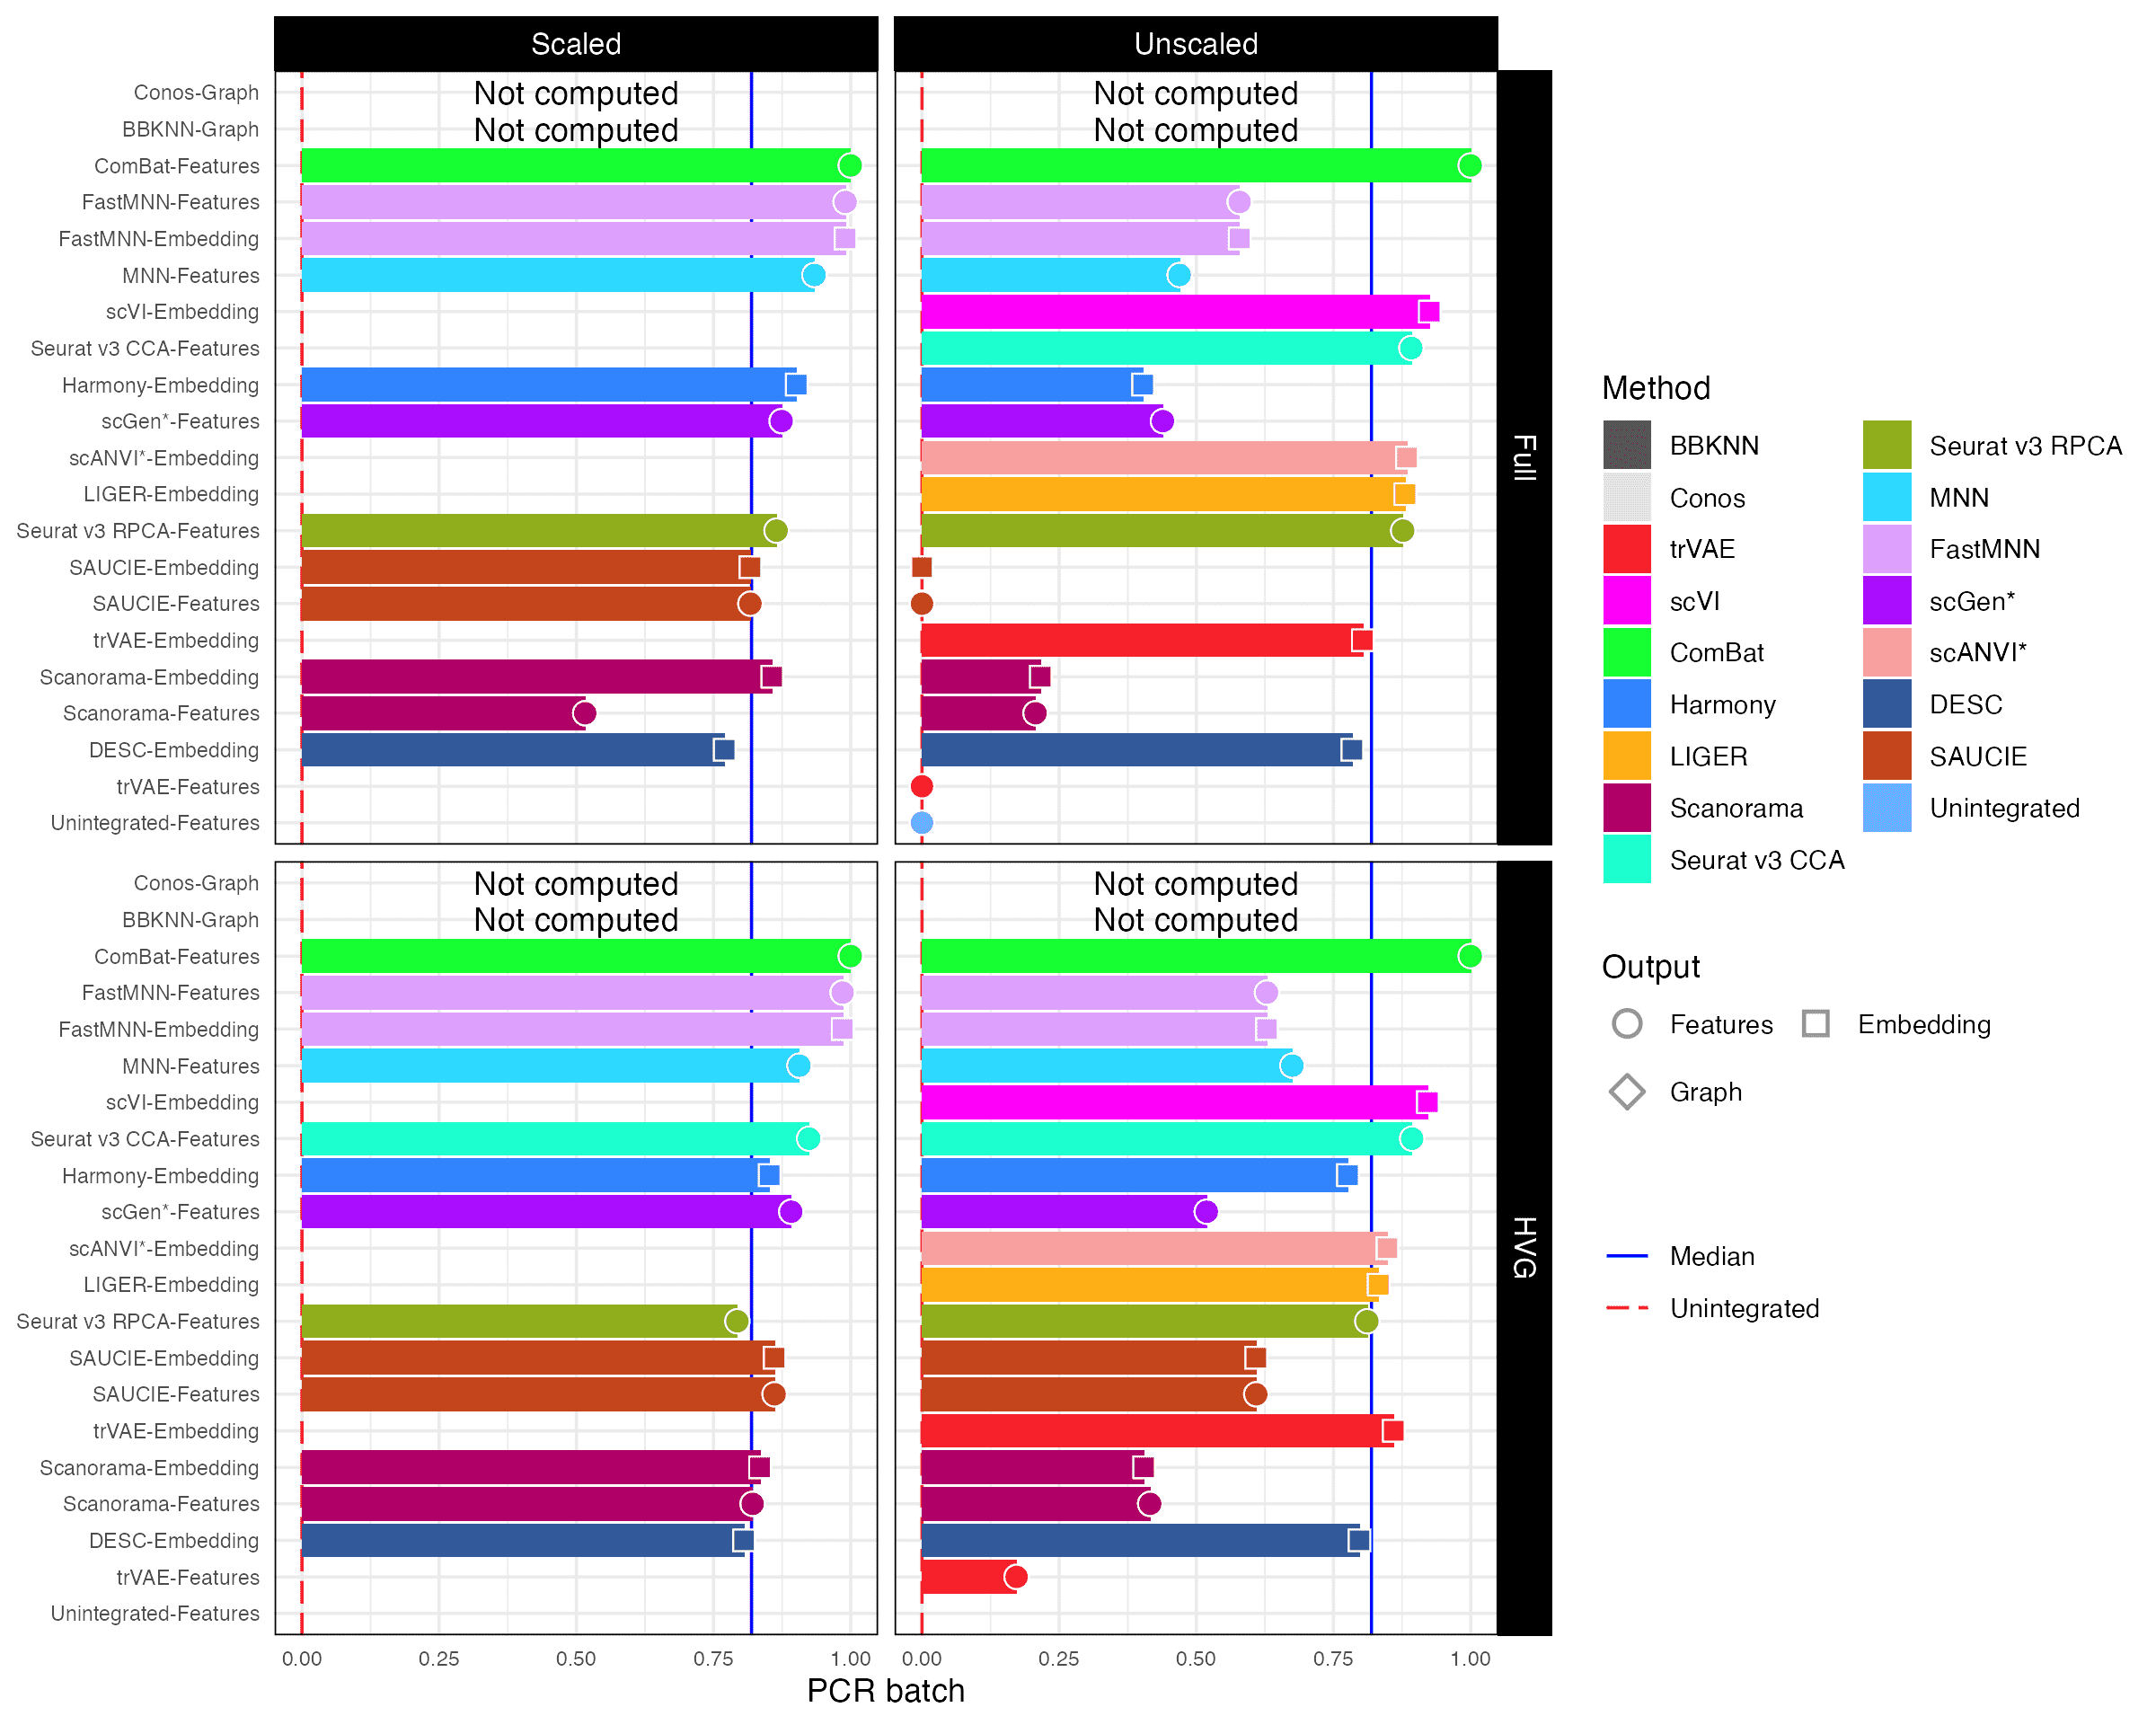 Scaled
Unscaled
Conos-Graph
BBKNN-Graph
ComBat-Features
FastMNN-Features
FastMNN-Embedding
MNN-Features
scVI-Embedding
Seurat v3 CCA-Features
Harmony-Embedding
scGen*-Features
scANVI*-Embedding
LIGER-Embedding
Seurat v3 RPCA-Features
SAUCIE-Embedding
SAUCIE-Features
trVAE-Embedding
Scanorama-Embedding
Scanorama-Features
DESC-Embedding
trVAE-Features
Unintegrated-Features
Not computed
Not computed
Not computed
Not computed
Full
Conos-Graph
BBKNN-Graph
ComBat-Features
FastMNN-Features
FastMNN-Embedding
MNN-Features
scVI-Embedding
Seurat v3 CCA-Features
Harmony-Embedding
scGen*-Features
scANVI*-Embedding
LIGER-Embedding
Seurat v3 RPCA-Features
SAUCIE-Embedding
SAUCIE-Features
trVAE-Embedding
Scanorama-Embedding
Scanorama-Features
DESC-Embedding
trVAE-Features
Unintegrated-Features
Not computed
Not computed
Not computed
Not computed
HVG
0.00 0.25 0.50 0.75 1.00
0.00 0.25 0.50 0.75 1.00
PCR batch
Method
BBKNN
Conos
trVAE
scVI
ComBat
Harmony
LIGER
Scanorama
Seurat v3 CCA
Seurat v3 RPCA
MNN
FastMNN
scGen*
scANVI*
DESC
SAUCIE
Unintegrated
Output
Features
Embedding
Graph
Median
Unintegrated